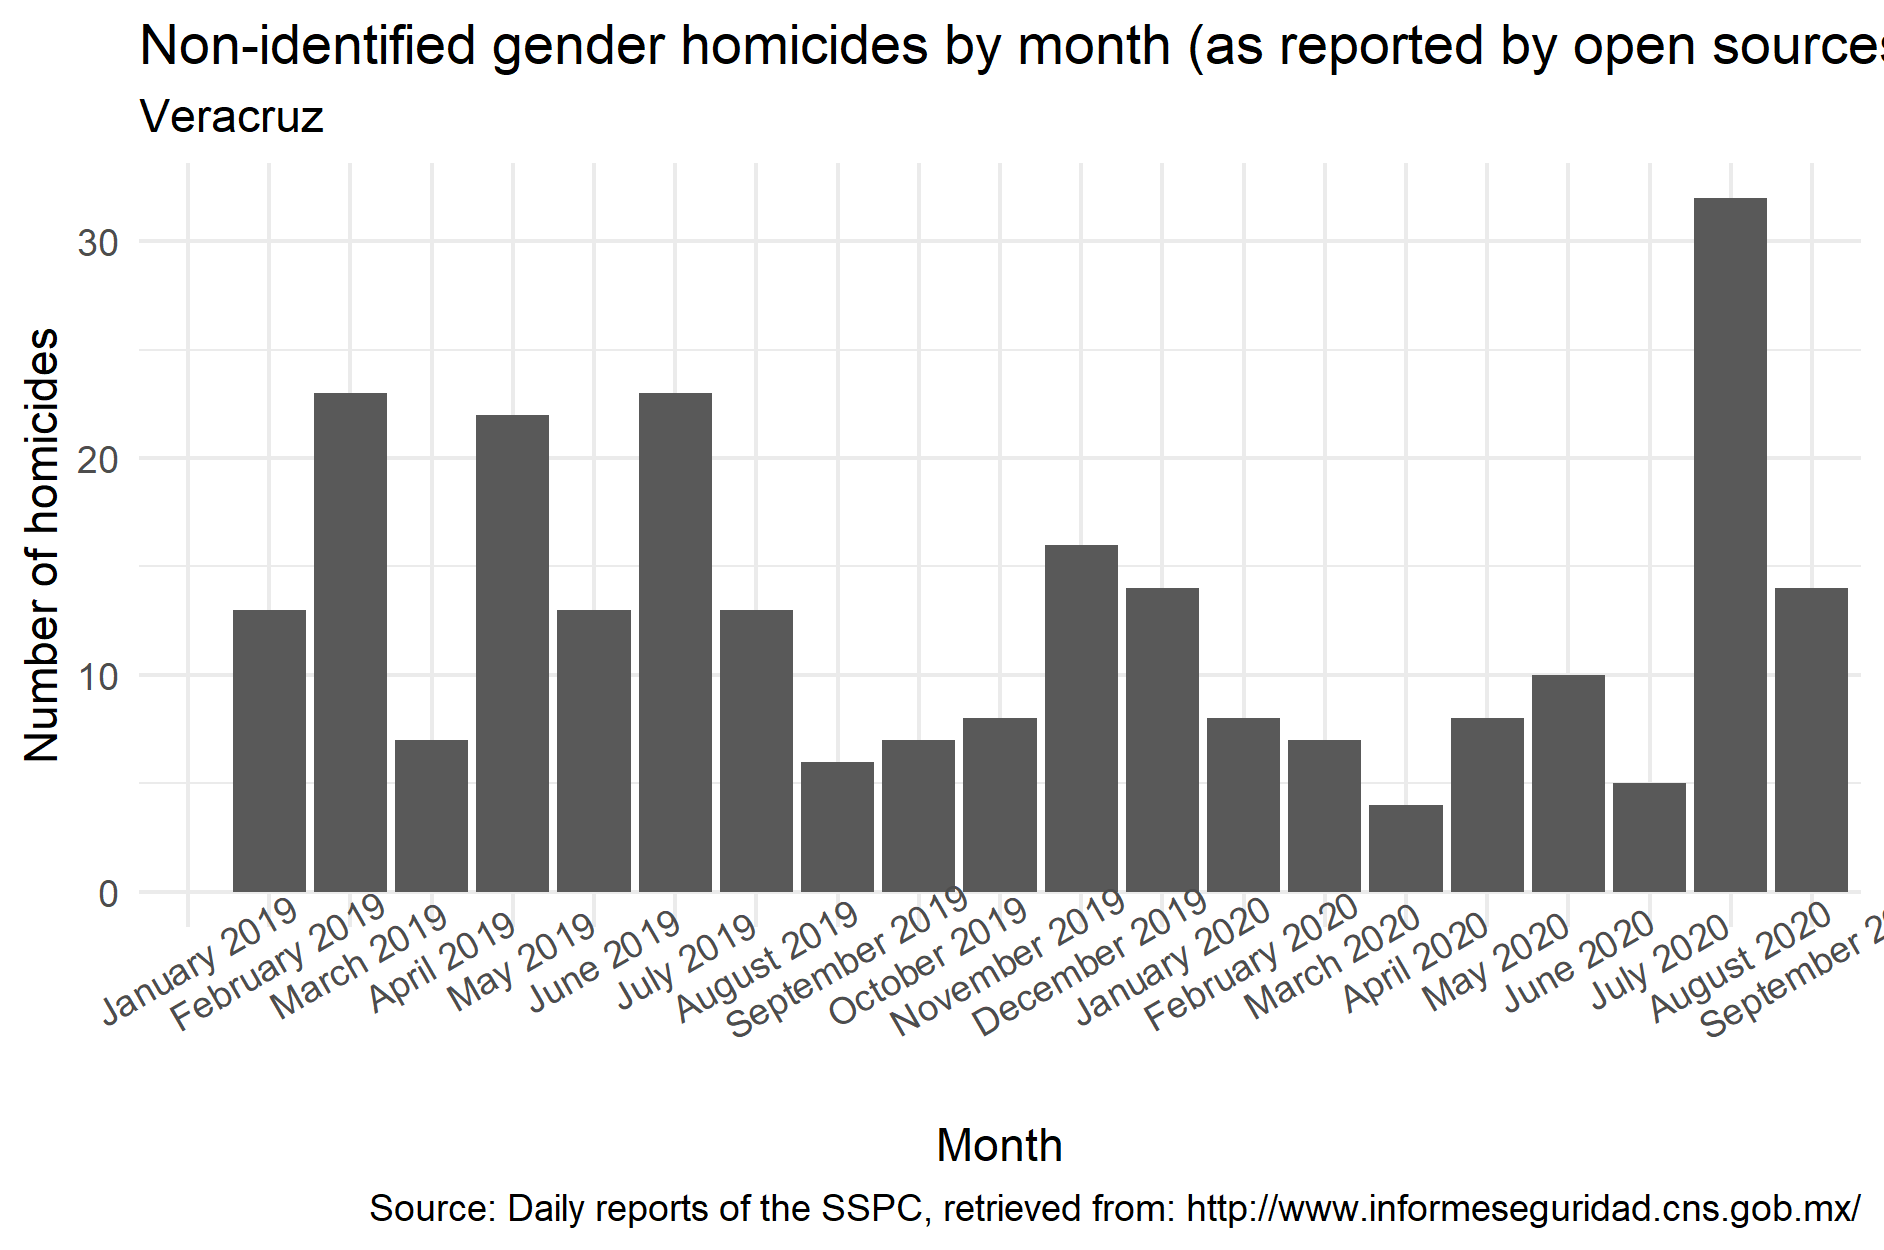 Non-identified gender homicides by month (as reported by open sources
Veracruz
Number of homicides
30
20
10
0
January 2019
February 2019
March 2019
April 2019
May 2019
June 2019
July 2019
August 2019
September 2019
October 2019
November 2019
December 2019
January 2020
February 2020
March 2020
April 2020
May 2020
June 2020
July 2020
August 2020
September 2
Month
Source: Daily reports of the SSPC, retrieved from: http://www.informeseguridad.cns.gob.mx/